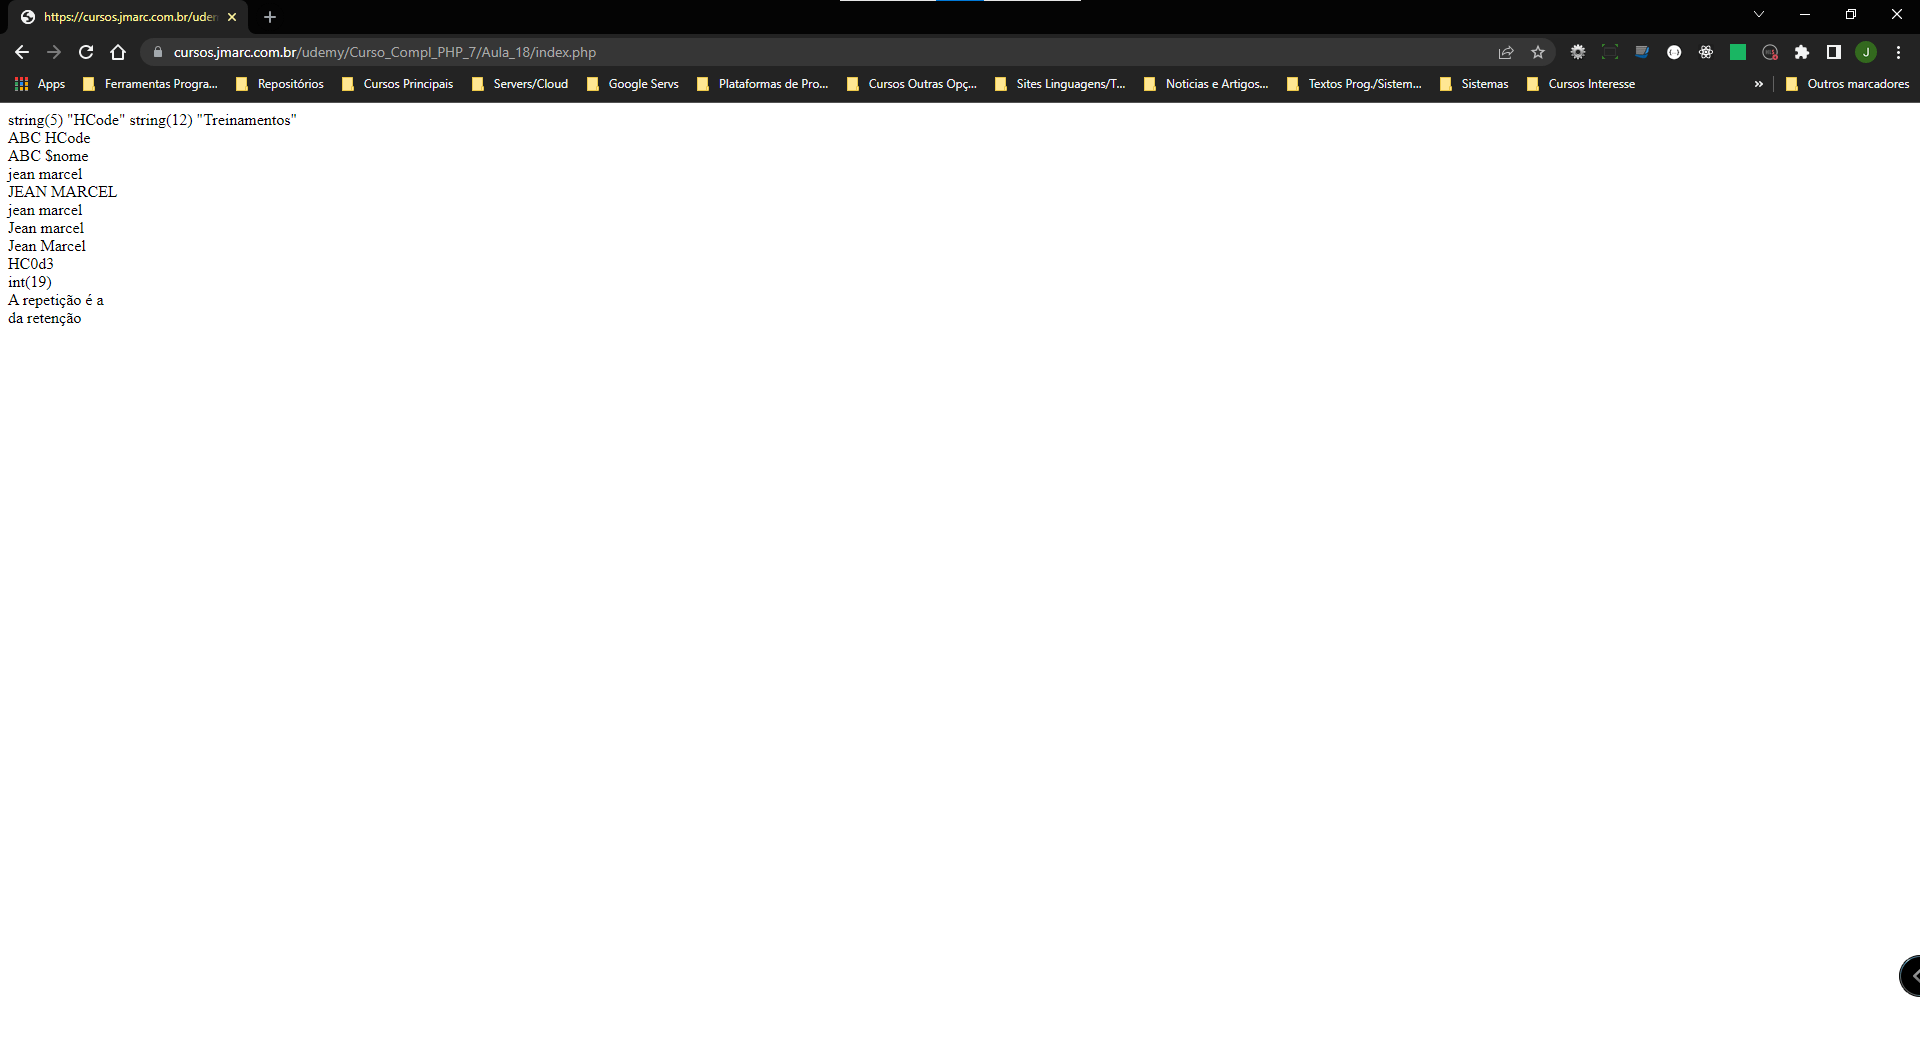 https://cursos.jmarc.com.br/uder
cursos.jmarc.com.br/udemy/Curso_Compl_PHP_7/Aula_18/index.php
J
Apps Ferramentas Progra... Repositórios Cursos Principais Servers/Cloud Google Servs Plataformas de Pro... Cursos Outras Opç... Sites Linguagens/T... Noticias e Artigos... Textos Prog./Sistem... Sistemas Cursos Interesse » Outros marcadores
string(5) "HCode" string(12) "Treinamentos"
ABC HCode
ABC $nome
jean marcel
JEAN MARCEL
jean marcel
Jean marcel
Jean Marcel
HC0d3
int(19)
A repetição é a
da retenção